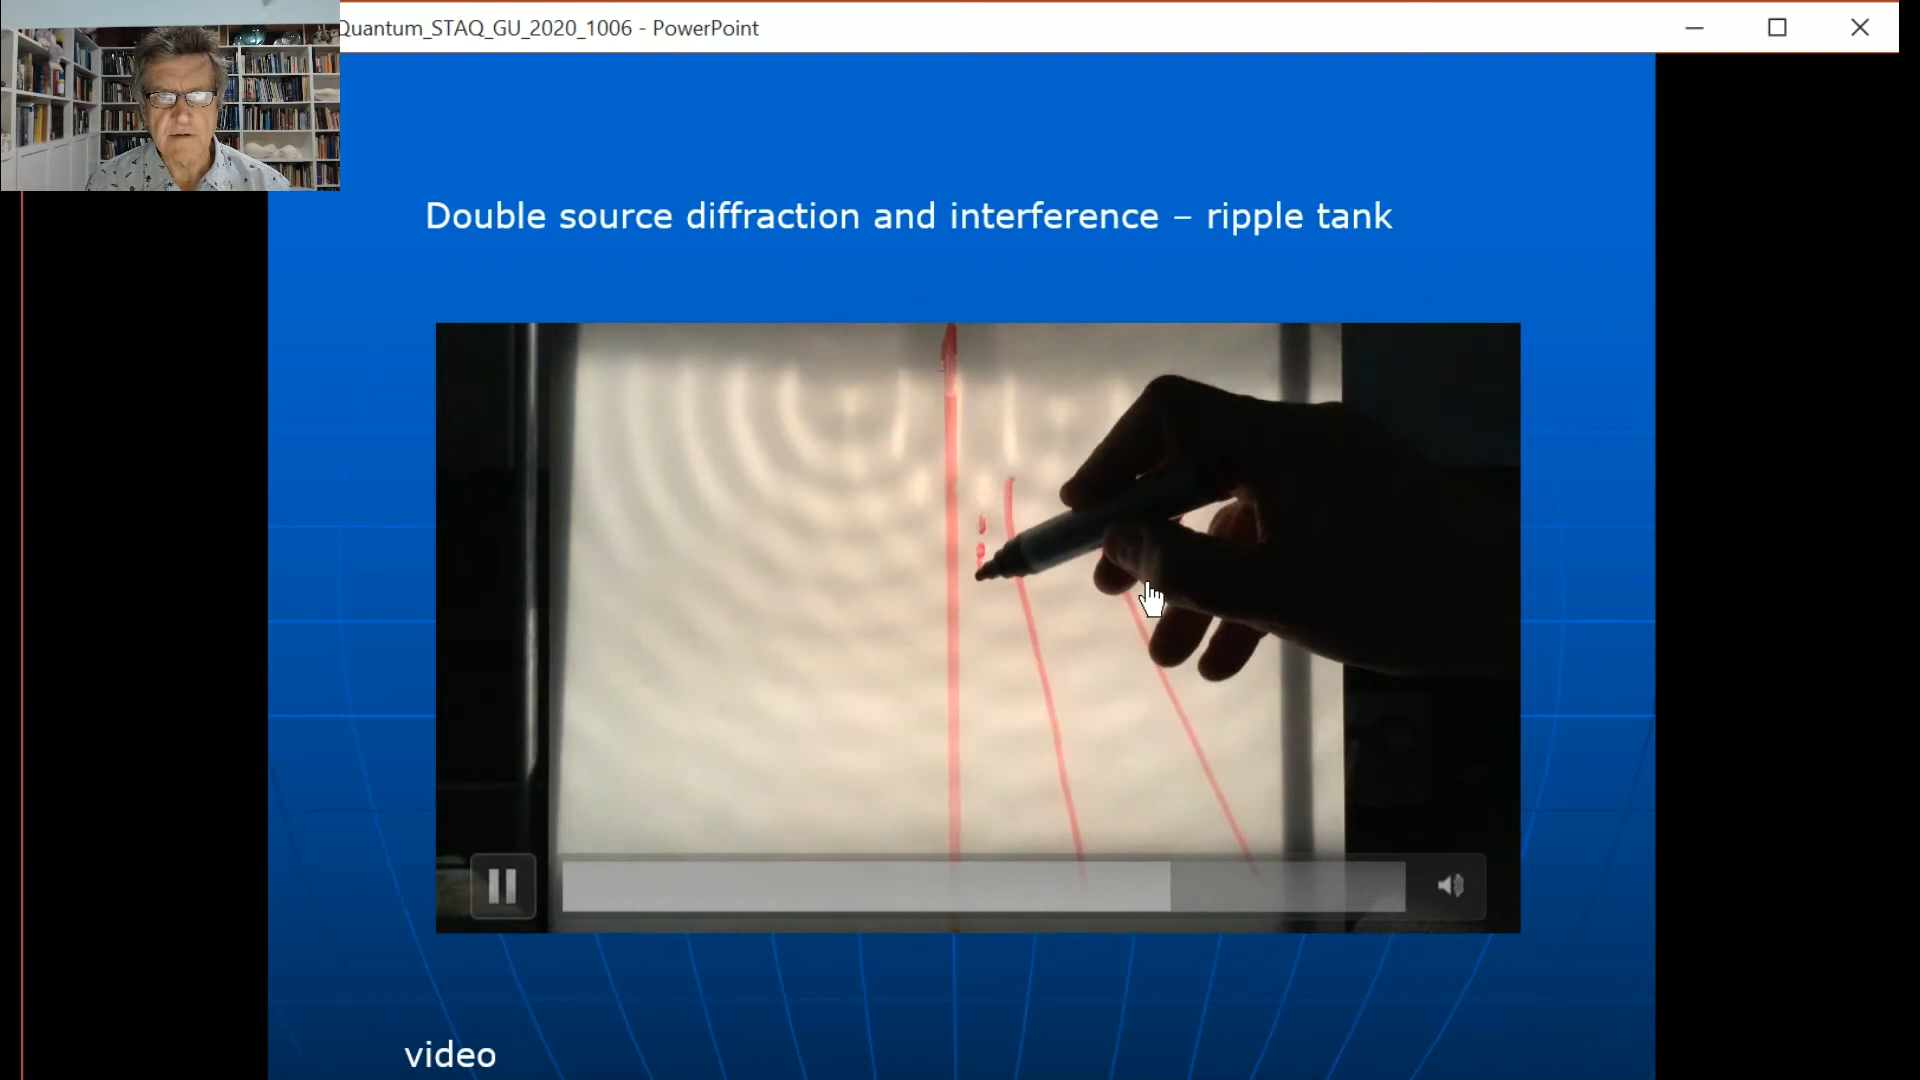 Quantum_STAQ_GU_2020_1006 - PowerPoint
Double source diffraction and interference – ripple tank
video